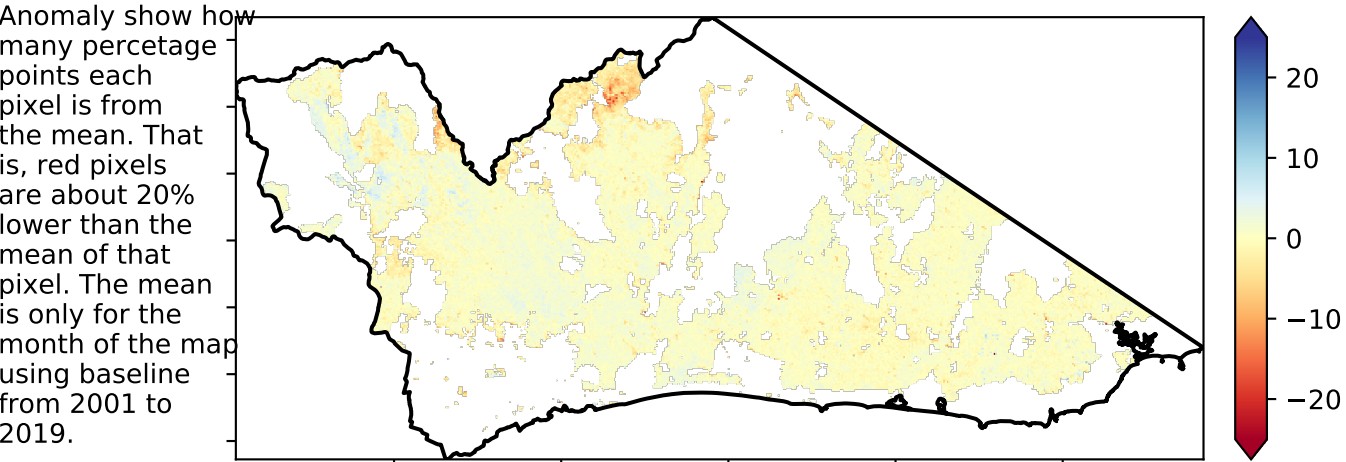 Anomaly show how
many percetage
points each
pixel is from
the mean. That
is, red pixels
are about 20%
lower than the
mean of that
pixel. The mean
is only for the
month of the map
using baseline
from 2001 to
2019.
20
10
0
−10
−20